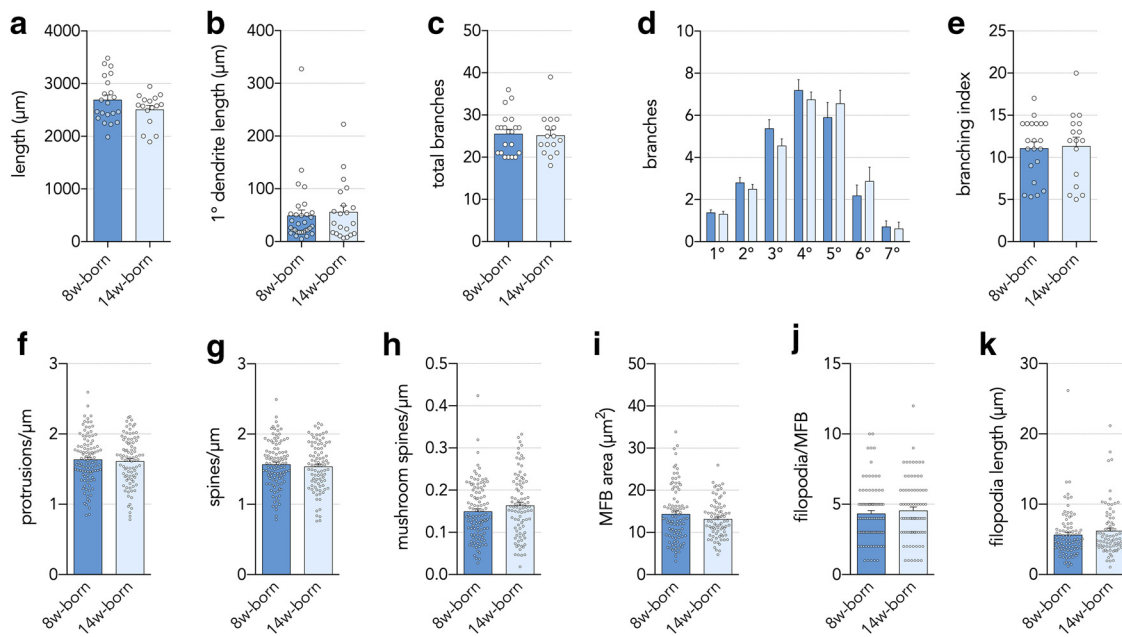 a
length (µm)
4000
3000
2000
1000
0
8w-born
14w-born
b
1° dendrite length (µm)
400
300
200
100
0
8w-born
14w-born
c
total branches
50
40
30
20
10
0
8w-born
14w-born
d
branches
10
8
6
4
2
0
1° 2° 3° 4° 5° 6° 7°
e
branching index
25
20
15
10
5
0
8w-born
14w-born
f
protrusions/µm
3
2
1
0
8w-born
14w-born
g
spines/µm
3
2
1
0
8w-born
14w-born
h
mushroom spines/µm
0.5
0.4
0.3
0.2
0.1
0.0
8w-born
14w-born
i
MFB area (µm²)
50
40
30
20
10
0
8w-born
14w-born
j
filopodia/MFB
15
10
5
0
8w-born
14w-born
k
filopodia length (µm)
30
20
10
0
8w-born
14w-born